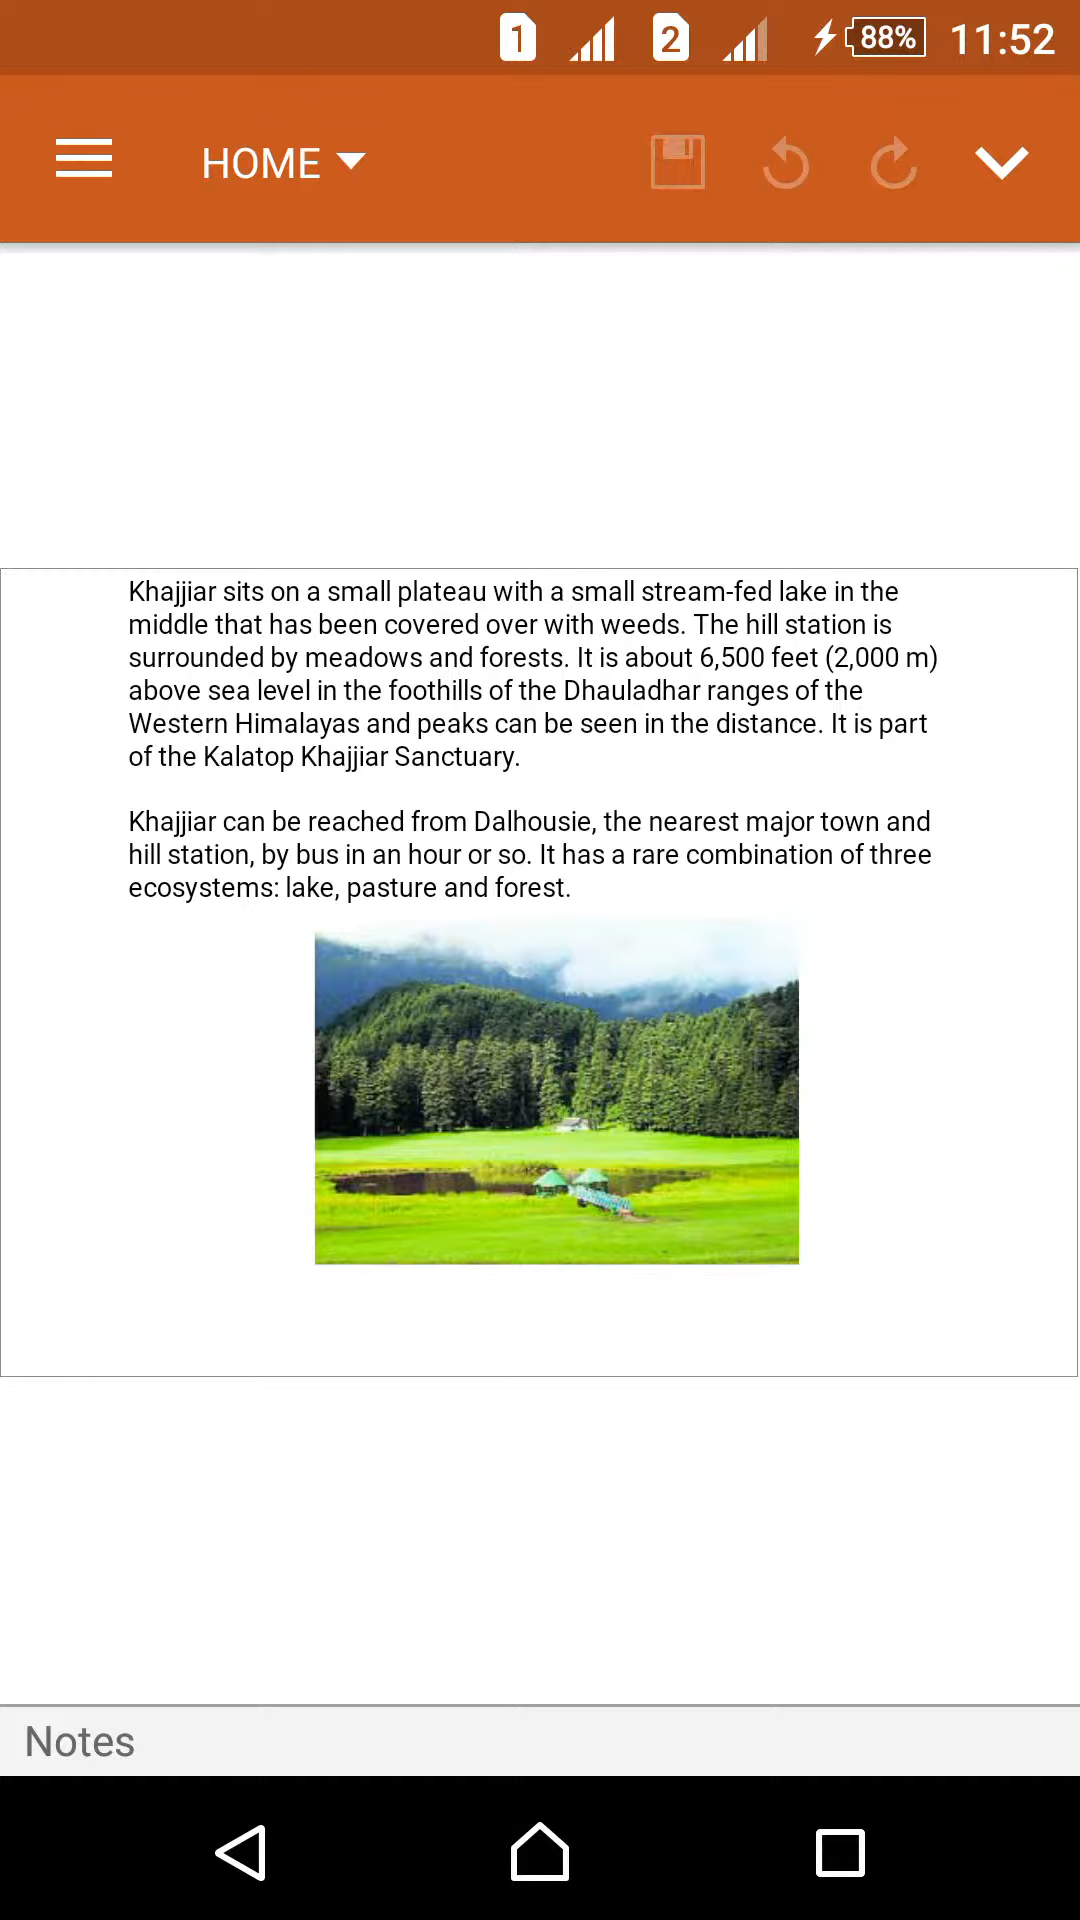 1 2 88% 11:52
HOME
Khajjiar sits on a small plateau with a small stream-fed lake in the
middle that has been covered over with weeds. The hill station is
surrounded by meadows and forests. It is about 6,500 feet (2,000 m)
above sea level in the foothills of the Dhauladhar ranges of the
Western Himalayas and peaks can be seen in the distance. It is part
of the Kalatop Khajjiar Sanctuary.
Khajjiar can be reached from Dalhousie, the nearest major town and
hill station, by bus in an hour or so. It has a rare combination of three
ecosystems: lake, pasture and forest.
Notes